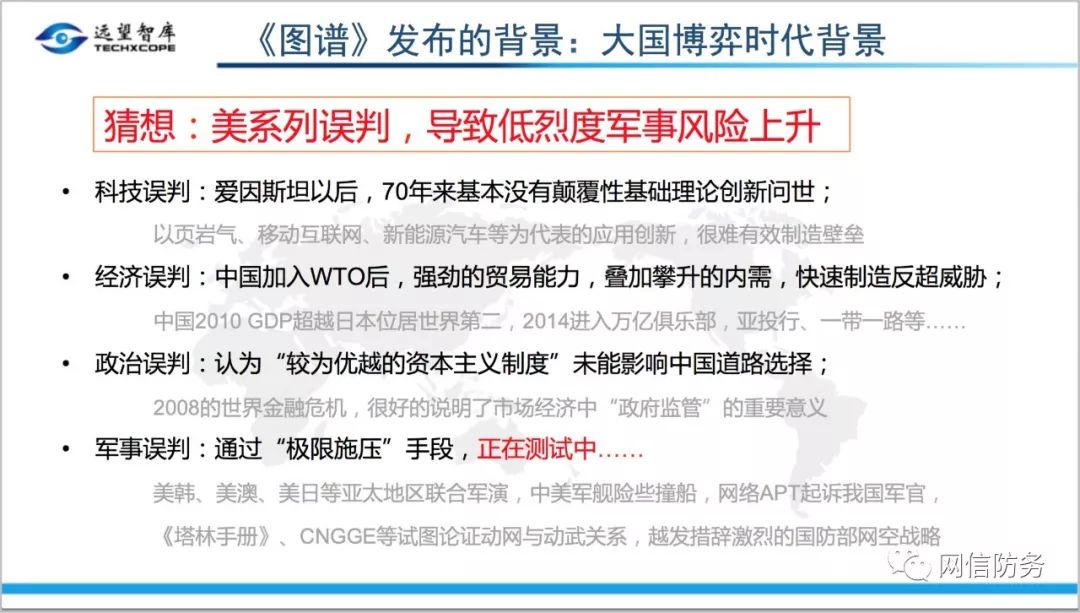 远望智库
TECHXCOPE
《图谱》发布的背景：大国博弈时代背景
猜想：美系列误判，导致低烈度军事风险上升
• 科技误判：爱因斯坦以后，70年来基本没有颠覆性基础理论创新问世；
以页岩气、移动互联网、新能源汽车等为代表的应用创新，很难有效制造壁垒
• 经济误判：中国加入WTO后，强劲的贸易能力，叠加攀升的内需，快速制造反超威胁；
中国2010 GDP超越日本位居世界第二，2014进入万亿俱乐部，亚投行、一带一路等……
• 政治误判：认为“较为优越的资本主义制度”未能影响中国道路选择；
2008的世界金融危机，很好的说明了市场经济中“政府监管”的重要意义
• 军事误判：通过“极限施压”手段，正在测试中……
美韩、美澳、美日等亚太地区联合军演，中美军舰险些撞船，网络APT起诉我国军官，
《塔林手册》、CNGGE等试图论证动网与动武关系，越发措辞激烈的国防部网空战略
网信防务